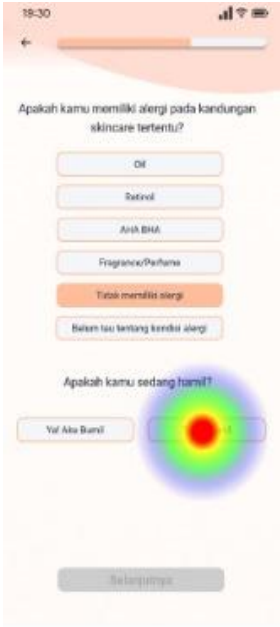 19:30
Apakah kamu memiliki alergi pada kandungan
skincare tertentu?
Oil
Retinol
AHA BHA
Fragrance/Perfume
Tidak memiliki alergi
Belum tau tentang kondisi alergi
Apakah kamu sedang hamil?
Ya! Aku Bumil
Selanjutnya